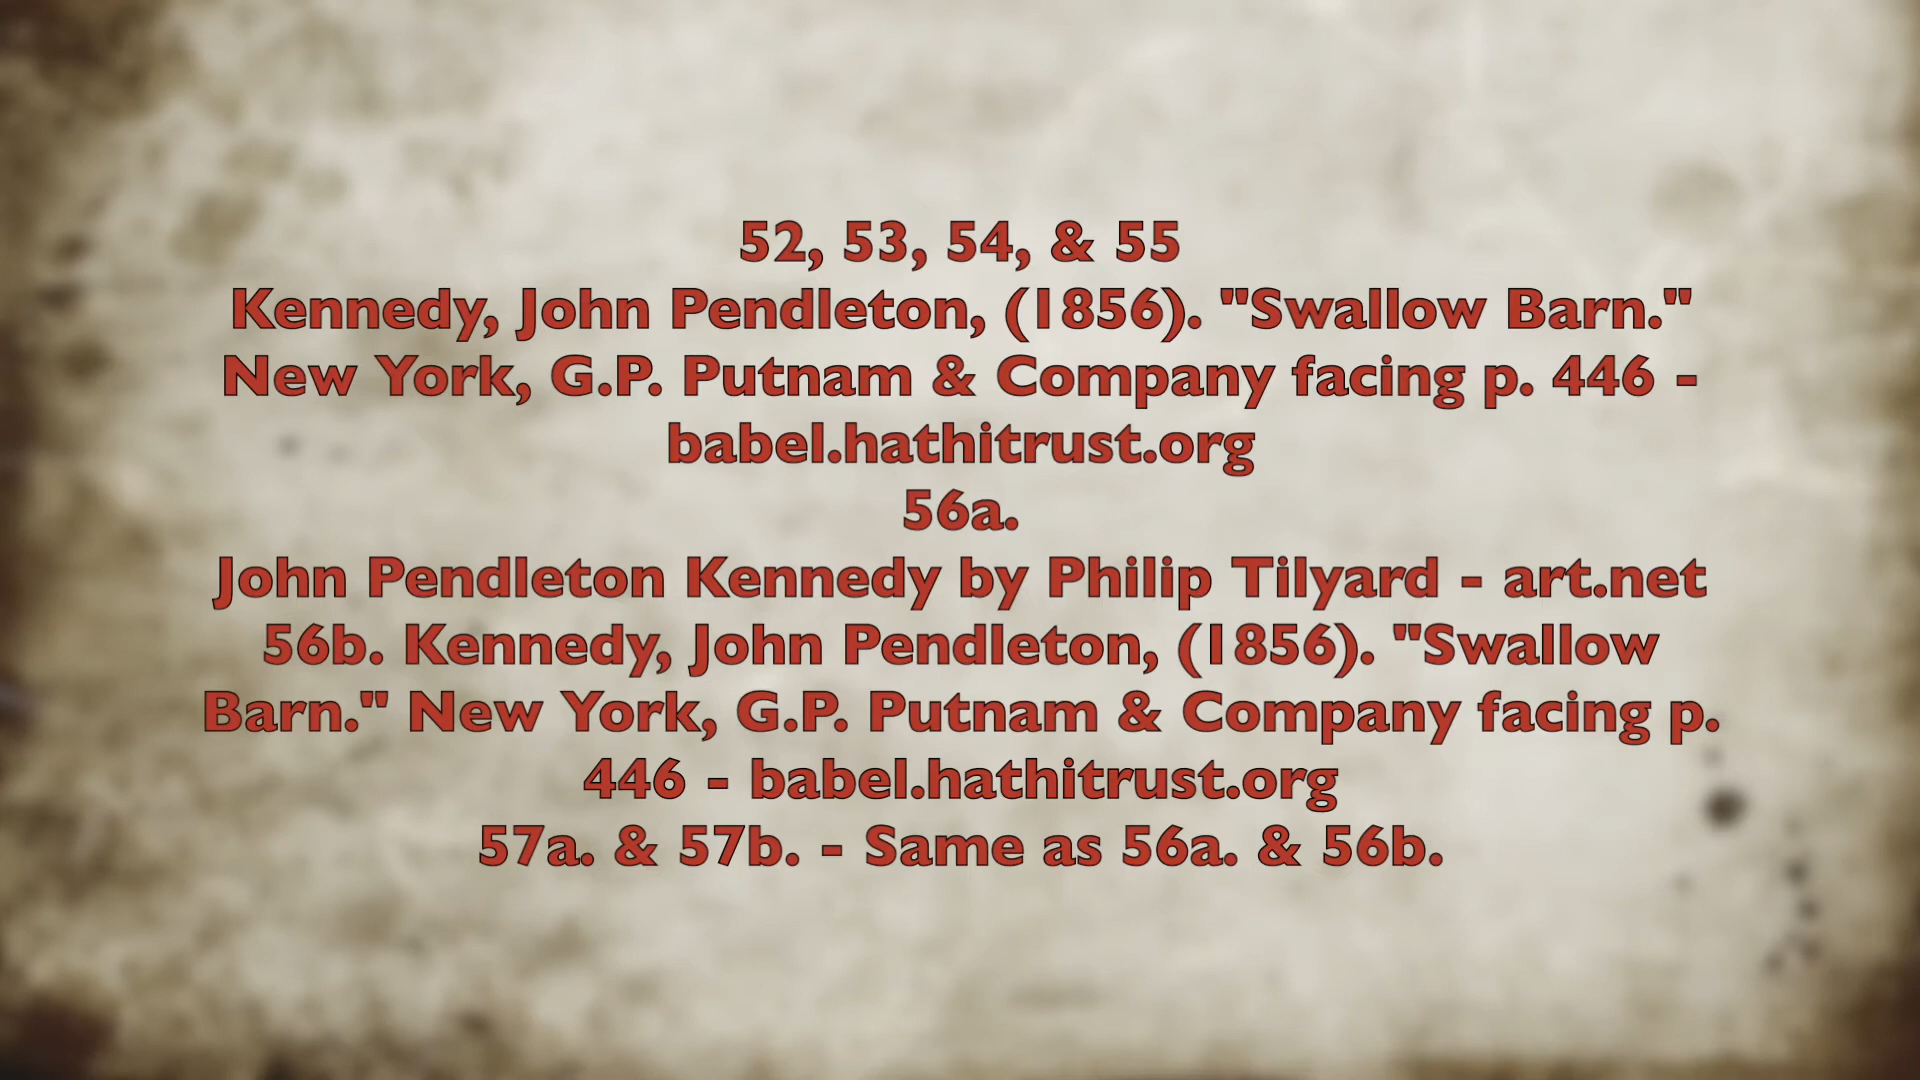 52, 53, 54, & 55
Kennedy, John Pendleton, (1856). "Swallow Barn."
New York, G.P. Putnam & Company facing p. 446 -
babel.hathitrust.org
56a.
John Pendleton Kennedy by Philip Tilyard - art.net
56b. Kennedy, John Pendleton, (1856). "Swallow
Barn." New York, G.P. Putnam & Company facing p.
446 - babel.hathitrust.org
57a. & 57b. - Same as 56a. & 56b.